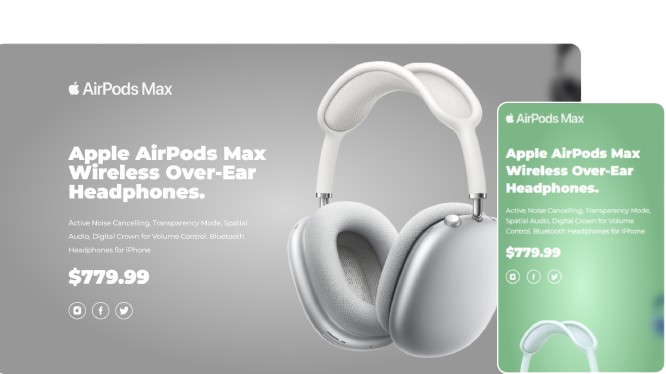 AirPods Max
Apple AirPods Max
Wireless Over-Ear
Headphones.
Active Noise Cancelling, Transparency Mode, Spatial
Audio, Digital Crown for Volume Control. Bluetooth
Headphones for iPhone
$779.99
AirPods Max
Apple AirPods Max
Wireless Over-Ear
Headphones.
Active Noise Cancelling, Transparency Mode,
Spatial Audio, Digital Crown for Volume
Control. Bluetooth Headphones for iPhone
$779.99